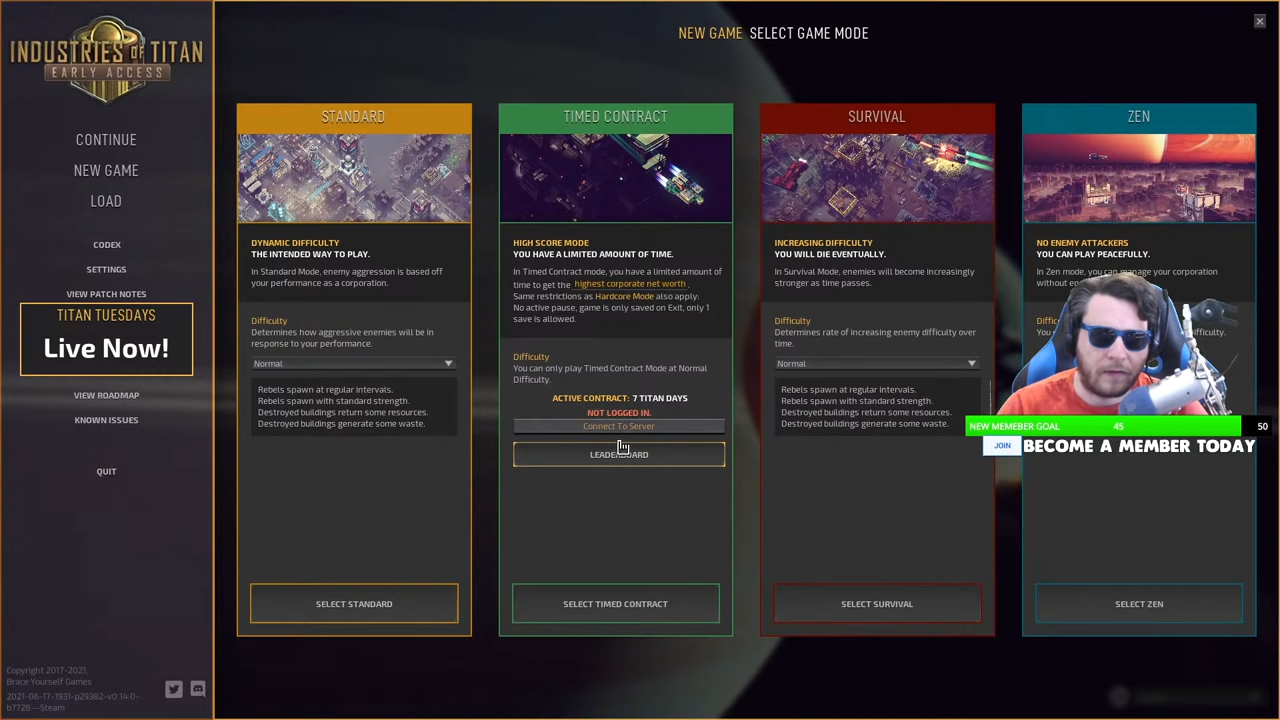 INDUSTRIES OF TITAN
EARLY ACCESS
CONTINUE
NEW GAME
LOAD
CODEX
SETTINGS
VIEW PATCH NOTES
TITAN TUESDAYS
Live Now!
VIEW ROADMAP
KNOWN ISSUES
QUIT
Copyright 2017-2021,
Brace Yourself Games
2021-06-17-1931-p29382-v0.14.0-
b7728---Steam
NEW GAME SELECT GAME MODE
STANDARD
DYNAMIC DIFFICULTY
THE INTENDED WAY TO PLAY.
In Standard Mode, enemy aggression is based off
your performance as a corporation.
Difficulty
Determines how aggressive enemies will be in
response to your performance.
Normal
Rebels spawn at regular intervals.
Rebels spawn with standard strength.
Destroyed buildings return some resources.
Destroyed buildings generate some waste.
SELECT STANDARD
TIMED CONTRACT
HIGH SCORE MODE
YOU HAVE A LIMITED AMOUNT OF TIME.
In Timed Contract mode, you have a limited amount of
time to get the highest corporate net worth .
Same restrictions as Hardcore Mode also apply:
No active pause, game is only saved on Exit, only 1
save is allowed.
Difficulty
You can only play Timed Contract Mode at Normal
Difficulty.
ACTIVE CONTRACT: 7 TITAN DAYS
NOT LOGGED IN.
Connect To Server
LEADERBOARD
SELECT TIMED CONTRACT
SURVIVAL
INCREASING DIFFICULTY
YOU WILL DIE EVENTUALLY.
In Survival Mode, enemies will become increasingly
stronger as time passes.
Difficulty
Determines rate of increasing enemy difficulty over
time.
Normal
Rebels spawn at regular intervals.
Rebels spawn with standard strength.
Destroyed buildings return some resources.
Destroyed buildings generate some waste.
SELECT SURVIVAL
ZEN
NO ENEMY ATTACKERS
YOU CAN PLAY PEACEFULLY.
In Zen mode, you can manage your corporation
without
NEW MEMEBER GOAL 45 50
JOIN BECOME A MEMBER TODAY
SELECT ZEN